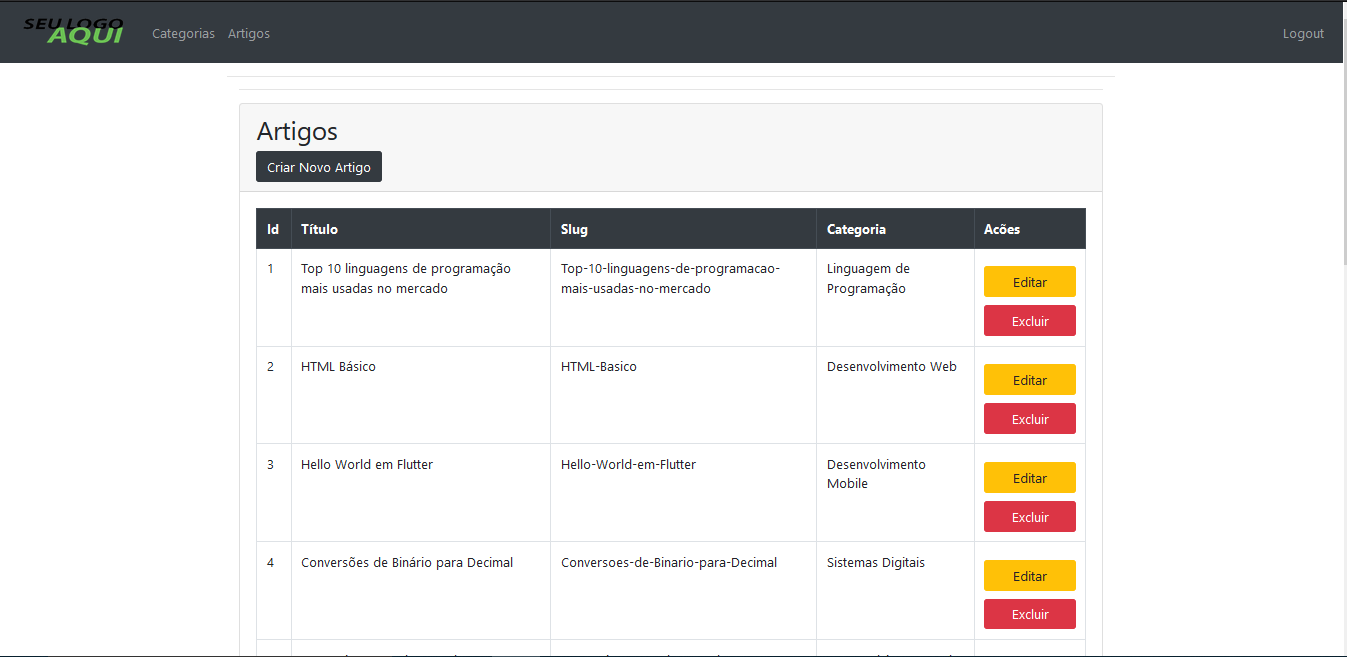 SEU LOGO
AQUI
Categorias Artigos Logout
Artigos
Criar Novo Artigo
Id Título Slug Categoria Acões
1 Top 10 linguagens de programação Top-10-linguagens-de-programacao- Linguagem de
mais usadas no mercado mais-usadas-no-mercado Programação
Editar
Excluir
2 HTML Básico HTML-Basico Desenvolvimento Web
Editar
Excluir
3 Hello World em Flutter Hello-World-em-Flutter Desenvolvimento
Mobile
Editar
Excluir
4 Conversões de Binário para Decimal Conversoes-de-Binario-para-Decimal Sistemas Digitais
Editar
Excluir